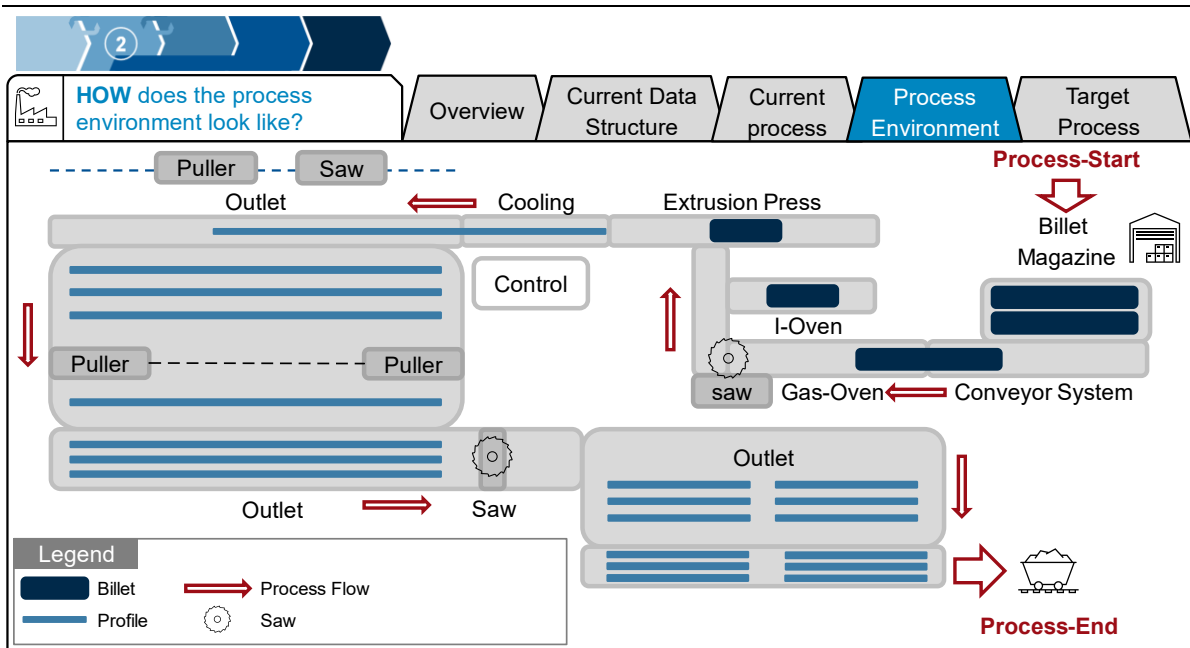 2
HOW does the process
environment look like?
Overview
Current Data
Structure
Current
process
Process
Environment
Target
Process
Process-Start
Puller
Saw
Outlet
Cooling
Extrusion Press
Billet
Magazine
Control
I-Oven
Puller
Puller
saw
Gas-Oven
Conveyor System
Outlet
Outlet
Saw
Legend
Billet
Process Flow
Profile
Saw
Process-End